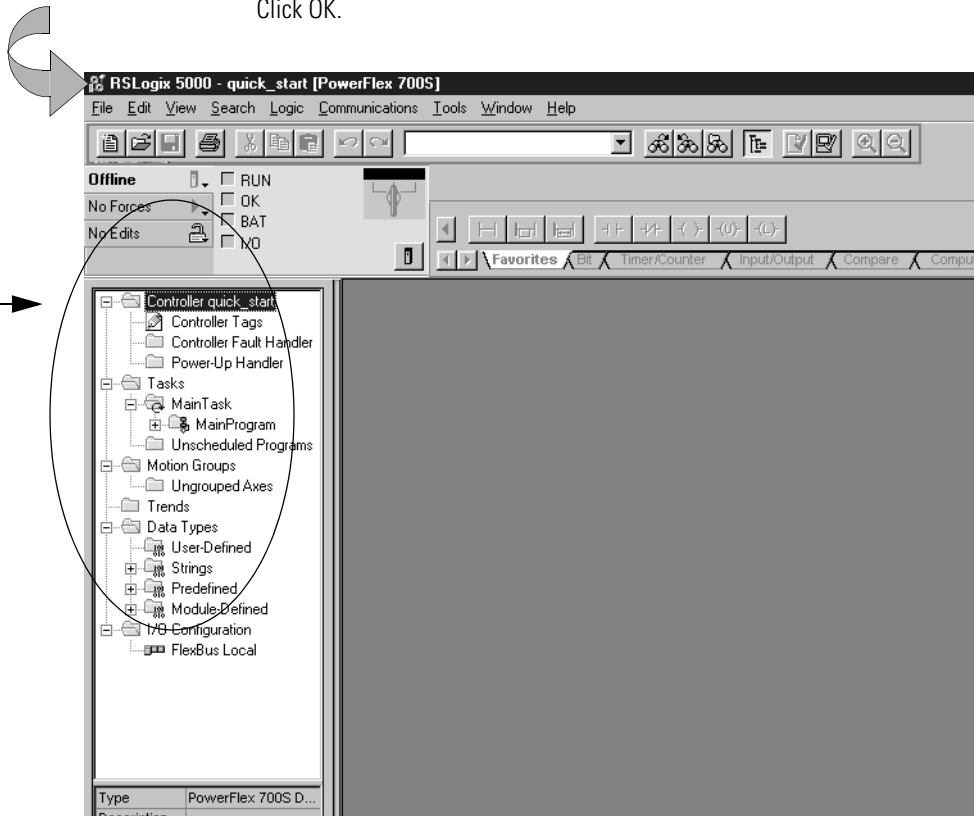 Click OK.
RSLogix 5000 - quick_start [PowerFlex 700S]
File Edit View Search Logic Communications Tools Window Help
Offline
RUN
No Forces
OK
No Edits
BAT
I/O
Favorites Bit Timer/Counter Input/Output Compare Comput
Controller quick_start
Controller Tags
Controller Fault Handler
Power-Up Handler
Tasks
MainTask
MainProgram
Unscheduled Programs
Motion Groups
Ungrouped Axes
Trends
Data Types
User-Defined
Strings
Predefined
Module-Defined
I/O Configuration
FlexBus Local
Type PowerFlex 700S D...
Description